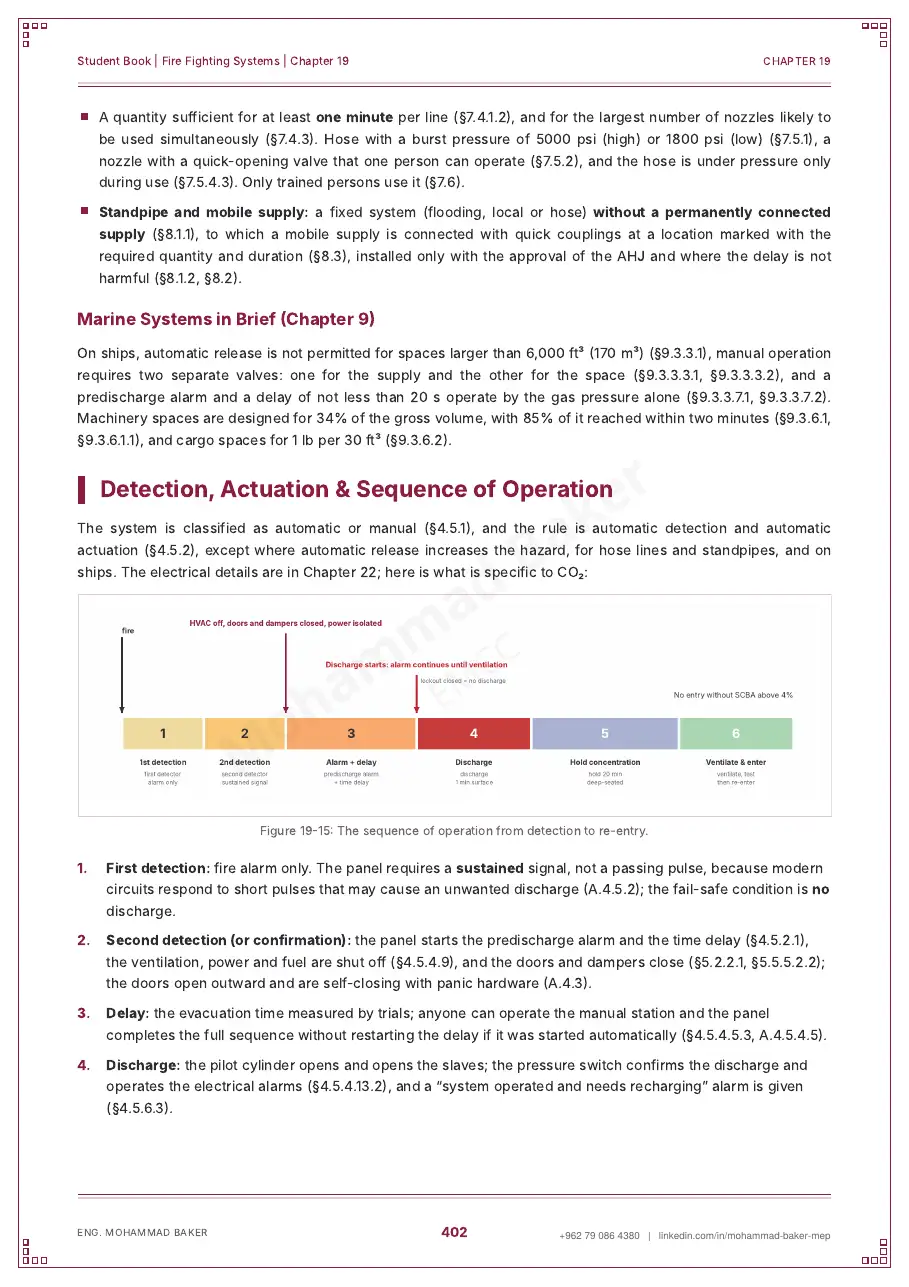 Student Book | Fire Fighting Systems | Chapter 19
CHAPTER 19
A quantity sufficient for at least one minute per line (§7.4.1.2), and for the largest number of nozzles likely to
be used simultaneously (§7.4.3). Hose with a burst pressure of 5000 psi (high) or 1800 psi (low) (§7.5.1), a
nozzle with a quick-opening valve that one person can operate (§7.5.2), and the hose is under pressure only
during use (§7.5.4.3). Only trained persons use it (§7.6).
Standpipe and mobile supply: a fixed system (flooding, local or hose) without a permanently connected
supply (§8.1.1), to which a mobile supply is connected with quick couplings at a location marked with the
required quantity and duration (§8.3), installed only with the approval of the AHJ and where the delay is not
harmful (§8.1.2, §8.2).
Marine Systems in Brief (Chapter 9)
On ships, automatic release is not permitted for spaces larger than 6,000 ft³ (170 m³) (§9.3.3.1), manual operation
requires two separate valves: one for the supply and the other for the space (§9.3.3.3.1, §9.3.3.3.2), and a
predischarge alarm and a delay of not less than 20 s operate by the gas pressure alone (§9.3.3.7.1, §9.3.3.7.2).
Machinery spaces are designed for 34% of the gross volume, with 85% of it reached within two minutes (§9.3.6.1,
§9.3.6.1.1), and cargo spaces for 1 lb per 30 ft³ (§9.3.6.2).
Detection, Actuation & Sequence of Operation
The system is classified as automatic or manual (§4.5.1), and the rule is automatic detection and automatic
actuation (§4.5.2), except where automatic release increases the hazard, for hose lines and standpipes, and on
ships. The electrical details are in Chapter 22; here is what is specific to CO₂:
HVAC off, doors and dampers closed, power isolated
fire
Discharge starts: alarm continues until ventilation
lockout closed = no discharge
No entry without SCBA above 4%
1 2 3 4 5 6
1st detection 2nd detection Alarm + delay Discharge Hold concentration Ventilate & enter
first detector second detector predischarge alarm discharge hold 20 min ventilate, test
alarm only sustained signal + time delay 1 min surface deep-seated then re-enter
Figure 19-15: The sequence of operation from detection to re-entry.
1. First detection: fire alarm only. The panel requires a sustained signal, not a passing pulse, because modern
circuits respond to short pulses that may cause an unwanted discharge (A.4.5.2); the fail-safe condition is no
discharge.
2. Second detection (or confirmation): the panel starts the predischarge alarm and the time delay (§4.5.2.1),
the ventilation, power and fuel are shut off (§4.5.4.9), and the doors and dampers close (§5.2.2.1, §5.5.5.2.2);
the doors open outward and are self-closing with panic hardware (A.4.3).
3. Delay: the evacuation time measured by trials; anyone can operate the manual station and the panel
completes the full sequence without restarting the delay if it was started automatically (§4.5.4.5.3, A.4.5.4.5).
4. Discharge: the pilot cylinder opens and opens the slaves; the pressure switch confirms the discharge and
operates the electrical alarms (§4.5.4.13.2), and a “system operated and needs recharging” alarm is given
(§4.5.6.3).
Mohammad Baker
ENG. MOHAMMAD BAKER
402
+962 79 086 4380 | linkedin.com/in/mohammad-baker-mep